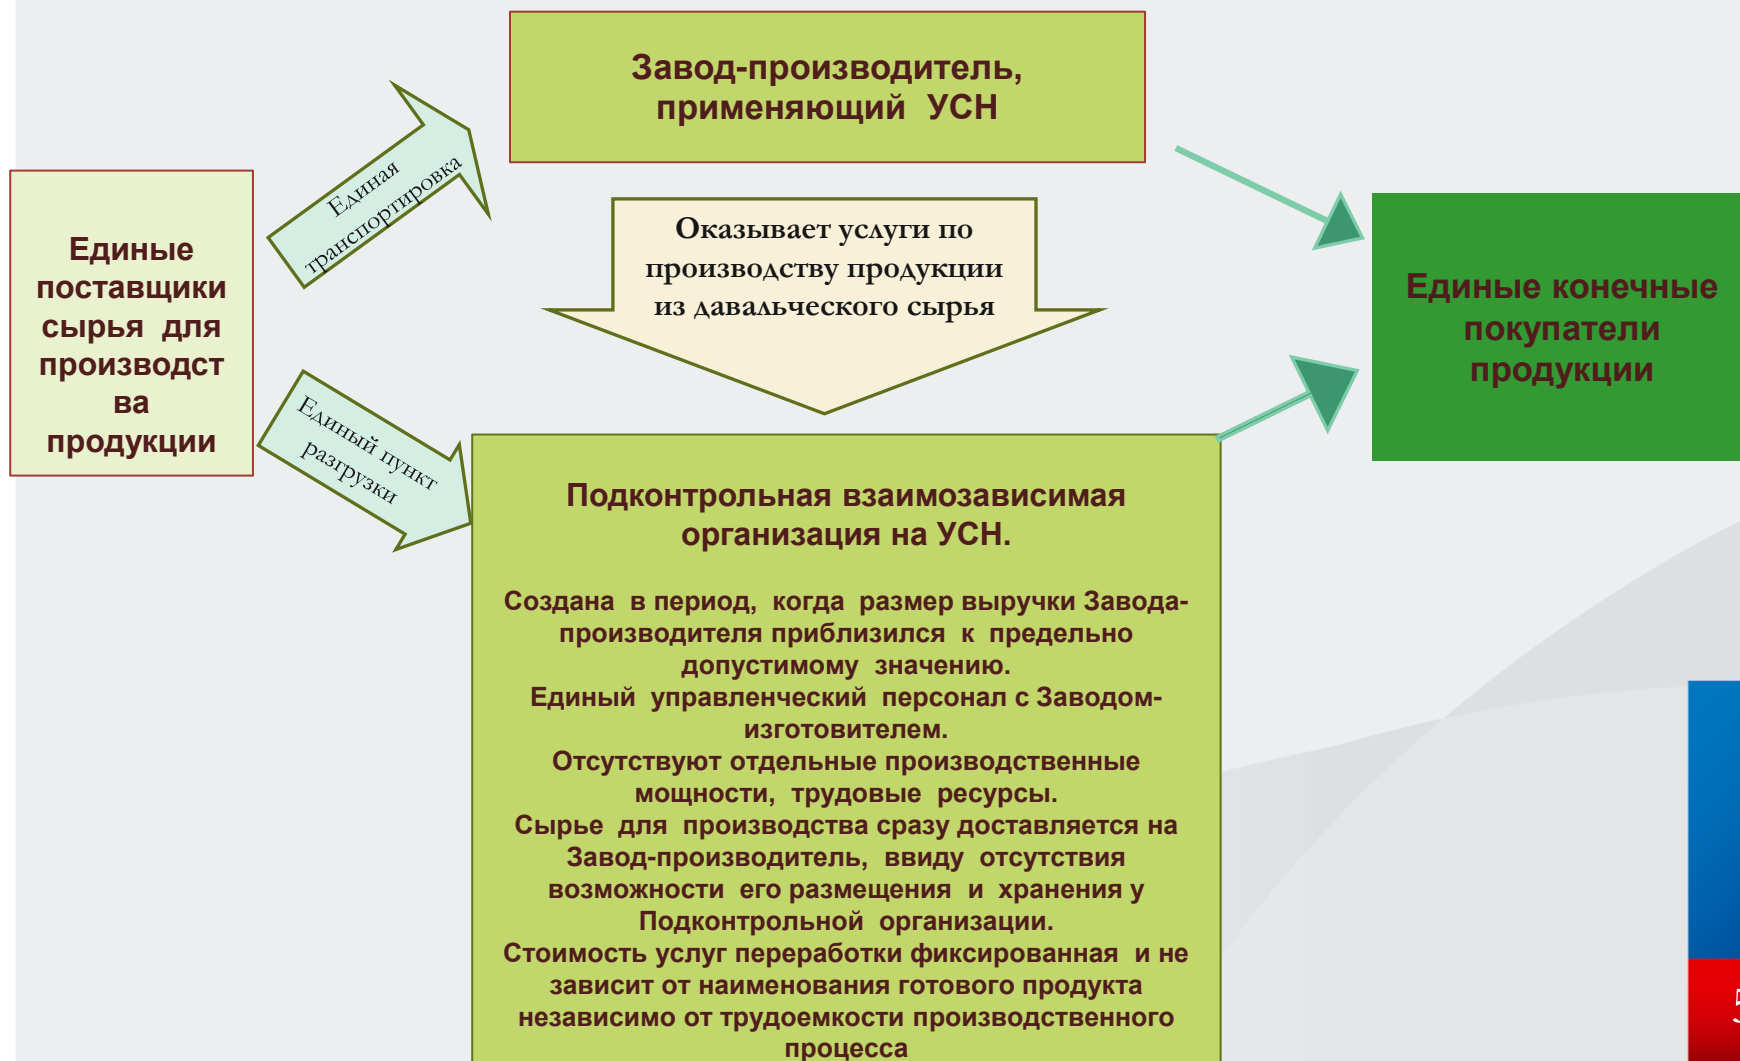 Завод-производитель,
применяющий УСН
Единая
транспортировка
Единые
поставщики
сырья для
производст
ва
продукции
Оказывает услуги по
производству продукции
из давальческого сырья
Единые конечные
покупатели
продукции
Единый пункт
разгрузки
Подконтрольная взаимозависимая
организация на УСН.
Создана в период, когда размер выручки Завода-
производителя приблизился к предельно
допустимому значению.
Единый управленческий персонал с Заводом-
изготовителем.
Отсутствуют отдельные производственные
мощности, трудовые ресурсы.
Сырье для производства сразу доставляется на
Завод-производитель, ввиду отсутствия
возможности его размещения и хранения у
Подконтрольной организации.
Стоимость услуг переработки фиксированная и не
зависит от наименования готового продукта
независимо от трудоемкости производственного
процесса
5